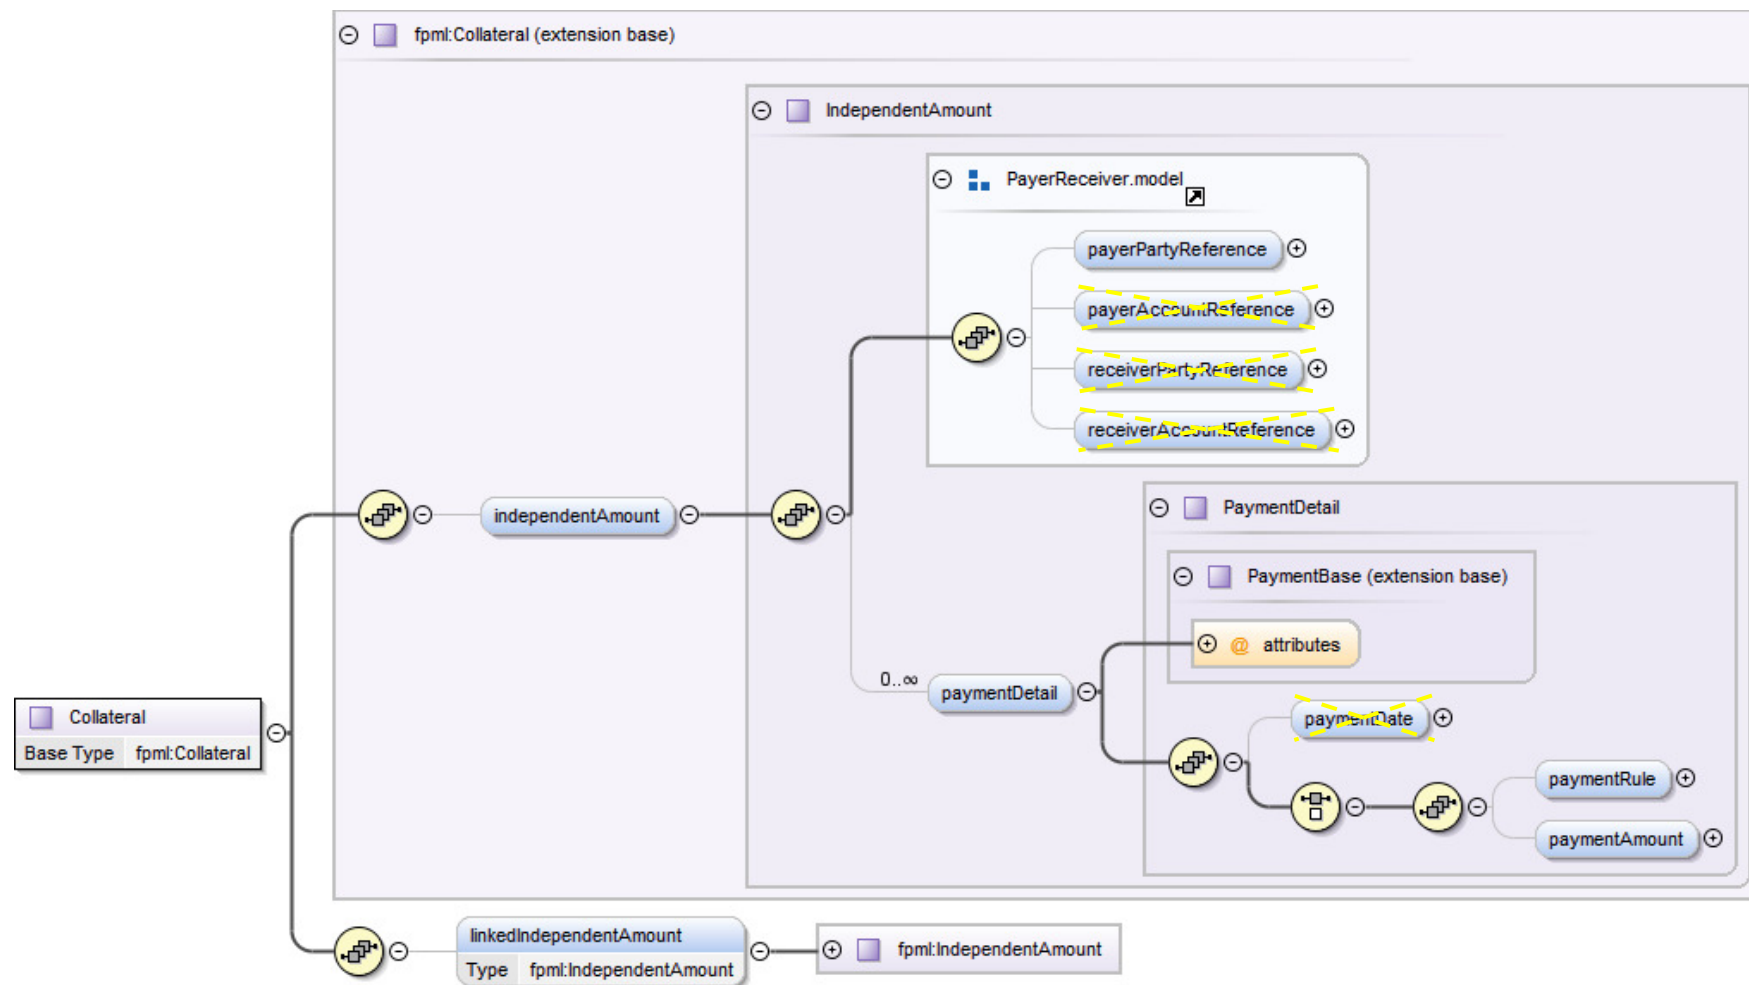 fpml:Collateral (extension base)
IndependentAmount
PayerReceiver.model
payerPartyReference
payerAccountReference
receiverPartyReference
receiverAccountReference
independentAmount
PaymentDetail
PaymentBase (extension base)
@ attributes
0..∞
paymentDetail
paymentDate
Collateral
Base Type fpml:Collateral
paymentRule
paymentAmount
linkedIndependentAmount
Type fpml:IndependentAmount
fpml:IndependentAmount